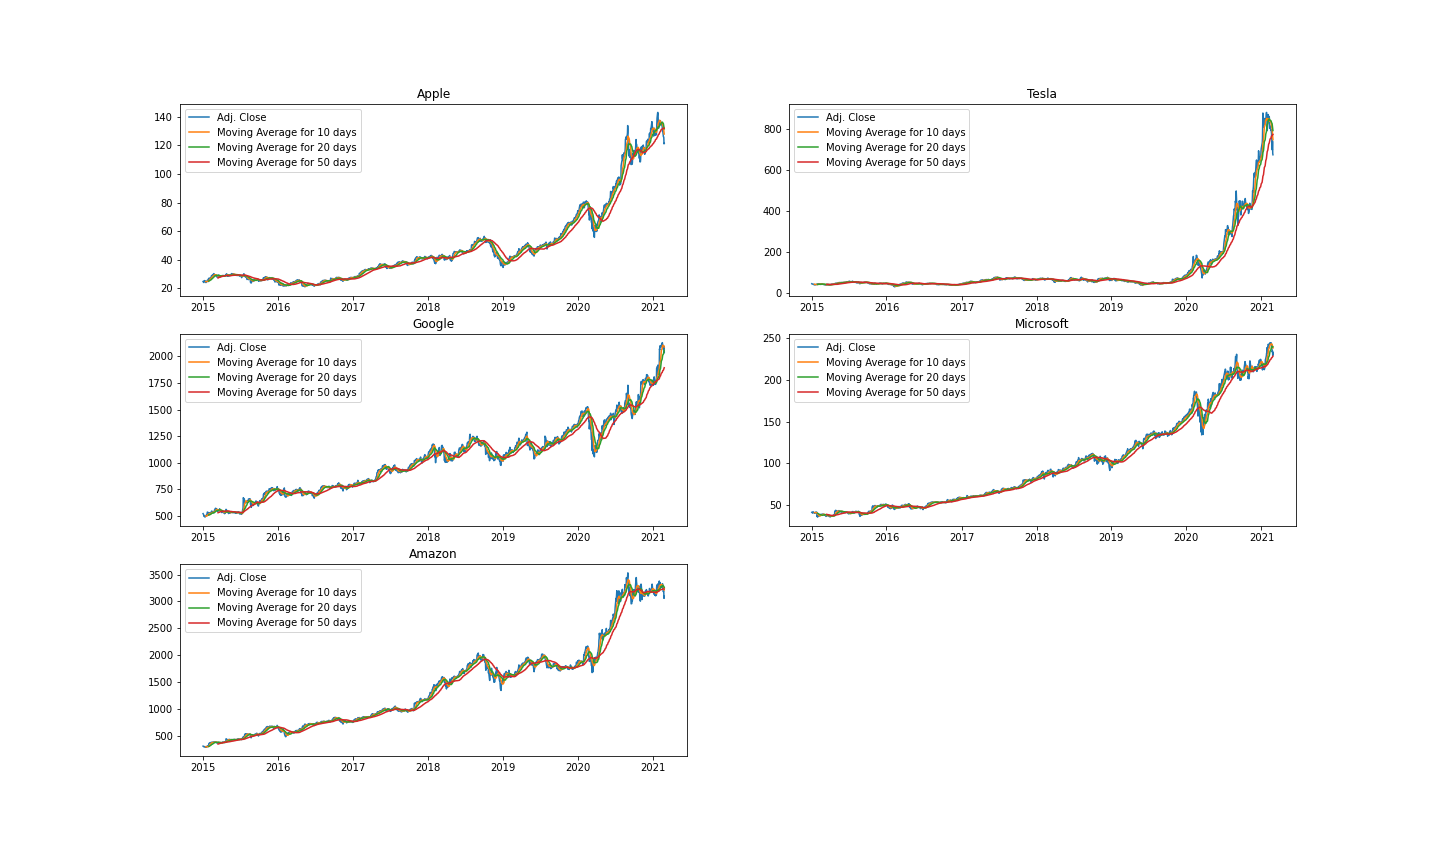 Apple
Adj. Close
Moving Average for 10 days
Moving Average for 20 days
Moving Average for 50 days
140
120
100
80
60
40
20
2015 2016 2017 2018 2019 2020 2021
Tesla
Adj. Close
Moving Average for 10 days
Moving Average for 20 days
Moving Average for 50 days
800
600
400
200
0
2015 2016 2017 2018 2019 2020 2021
Google
Adj. Close
Moving Average for 10 days
Moving Average for 20 days
Moving Average for 50 days
2000
1750
1500
1250
1000
750
500
2015 2016 2017 2018 2019 2020 2021
Microsoft
Adj. Close
Moving Average for 10 days
Moving Average for 20 days
Moving Average for 50 days
250
200
150
100
50
2015 2016 2017 2018 2019 2020 2021
Amazon
Adj. Close
Moving Average for 10 days
Moving Average for 20 days
Moving Average for 50 days
3500
3000
2500
2000
1500
1000
500
2015 2016 2017 2018 2019 2020 2021